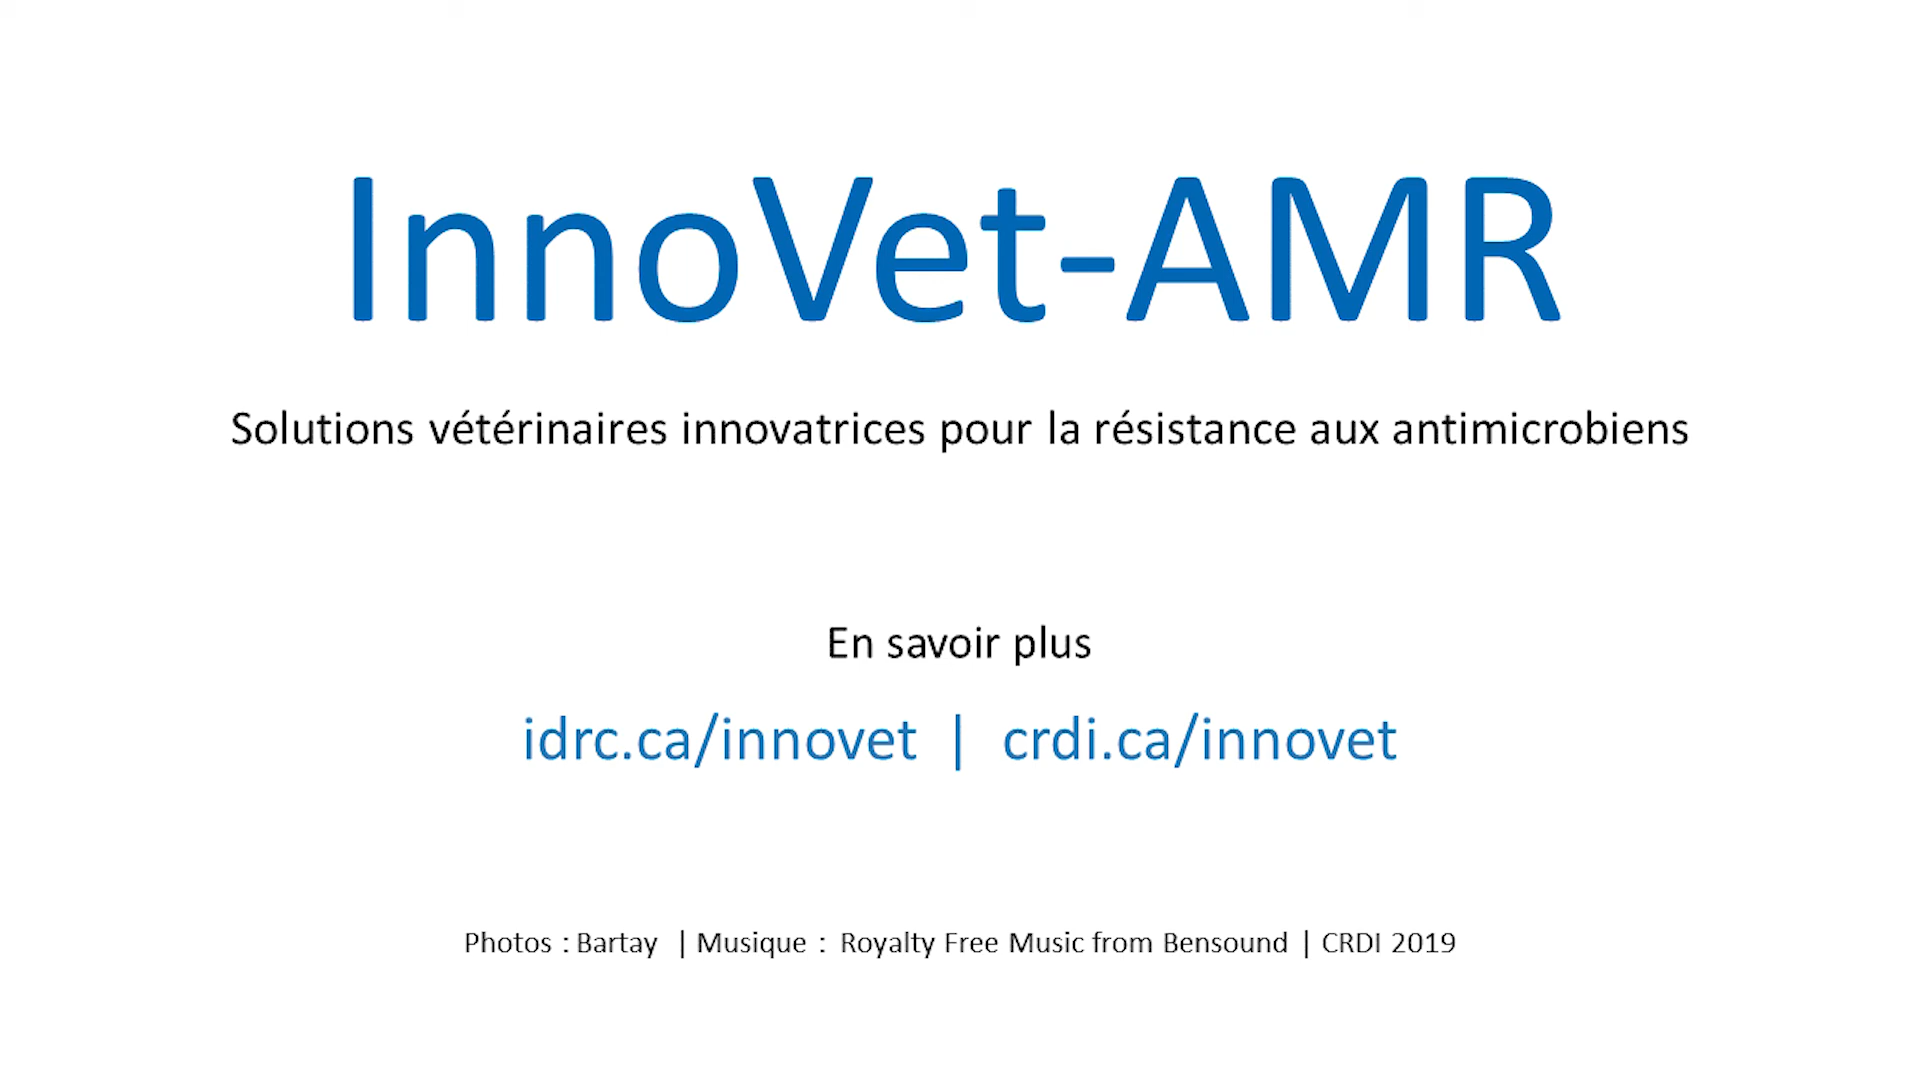 InnoVet-AMR
Solutions vétérinaires innovatrices pour la résistance aux antimicrobiens
En savoir plus
idrc.ca/innovet | crdi.ca/innovet
Photos : Bartay | Musique : Royalty Free Music from Bensound | CRDI 2019